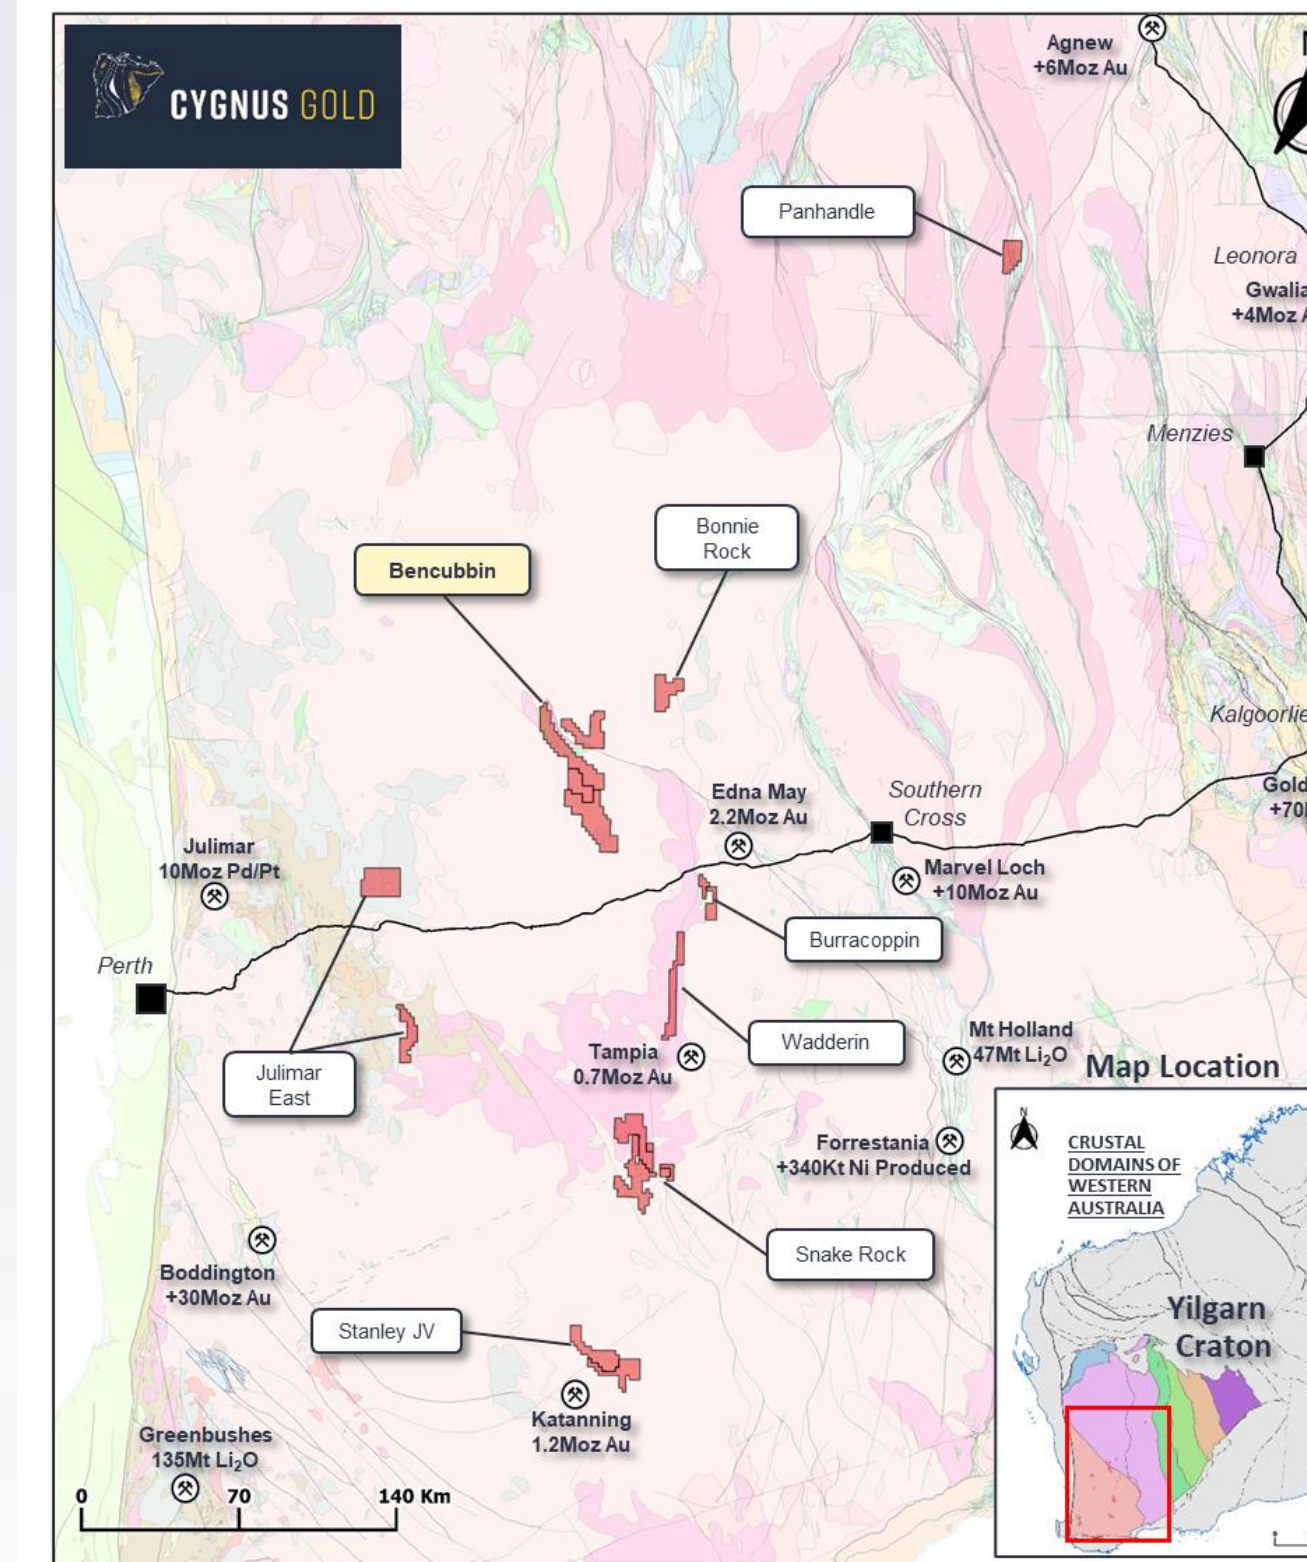 CYGNUS GOLD
Agnew
+6Moz Au
Panhandle
Leonora
Gwalia
+4Moz
Menzies
Bonnie
Rock
Bencubbin
Kalgoorlie
Edna May
2.2Moz Au
Southern
Cross
Gold
+70
Julimar
10Moz Pd/Pt
Marvel Loch
+10Moz Au
Burracoppin
Perth
Mt Holland
47Mt Li₂O
Wadderin
Tampia
0.7Moz Au
Map Location
Julimar
East
N
CRUSTAL
DOMAINS OF
WESTERN
AUSTRALIA
Forrestania
+340Kt Ni Produced
Snake Rock
Boddington
+30Moz Au
Yilgarn
Craton
Stanley JV
Katanning
1.2Moz Au
Greenbushes
135Mt Li₂O
0 70 140 Km